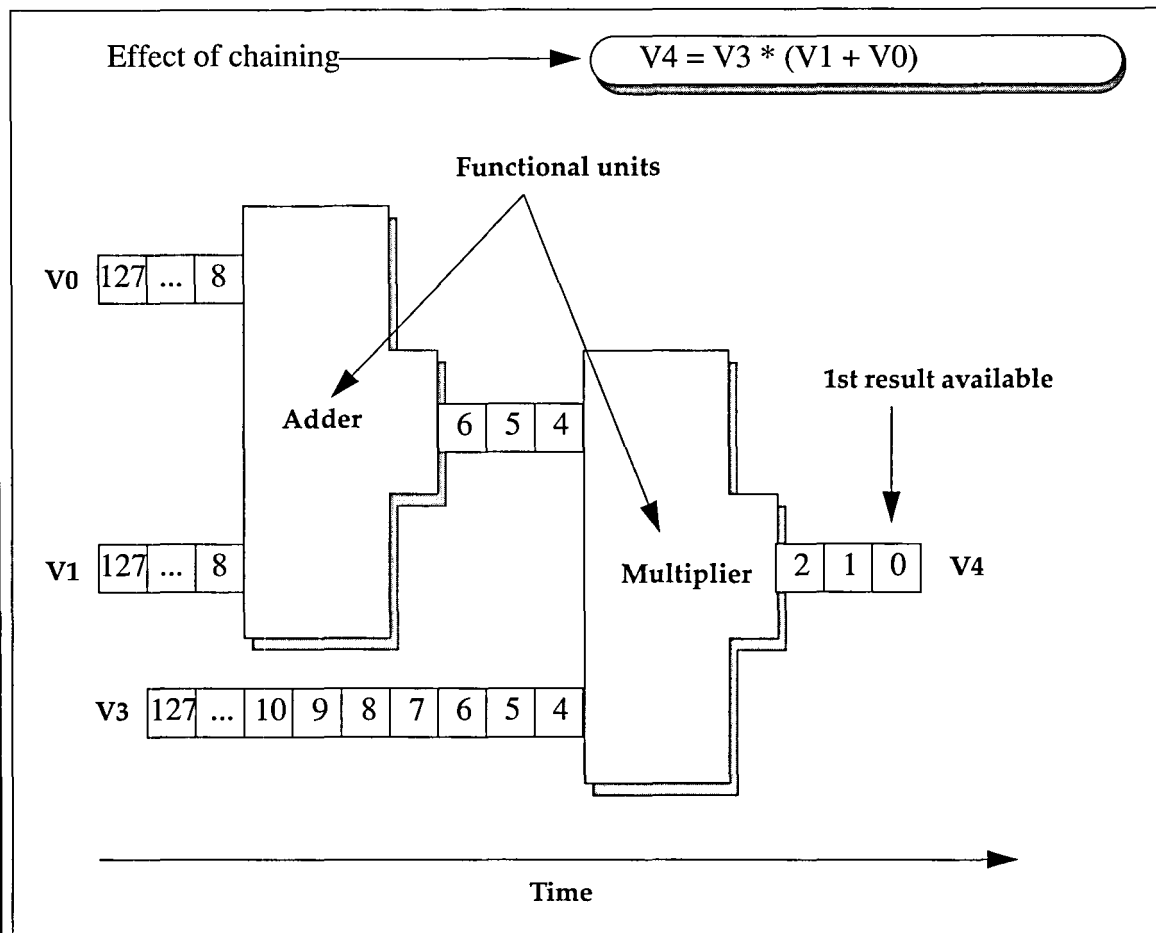 Effect of chaining
V4 = V3 * (V1 + V0)
Functional units
V0 127 ... 8
1st result available
Adder
6 5 4
V1 127 ... 8
Multiplier
2 1 0 V4
V3 127 ... 10 9 8 7 6 5 4
Time